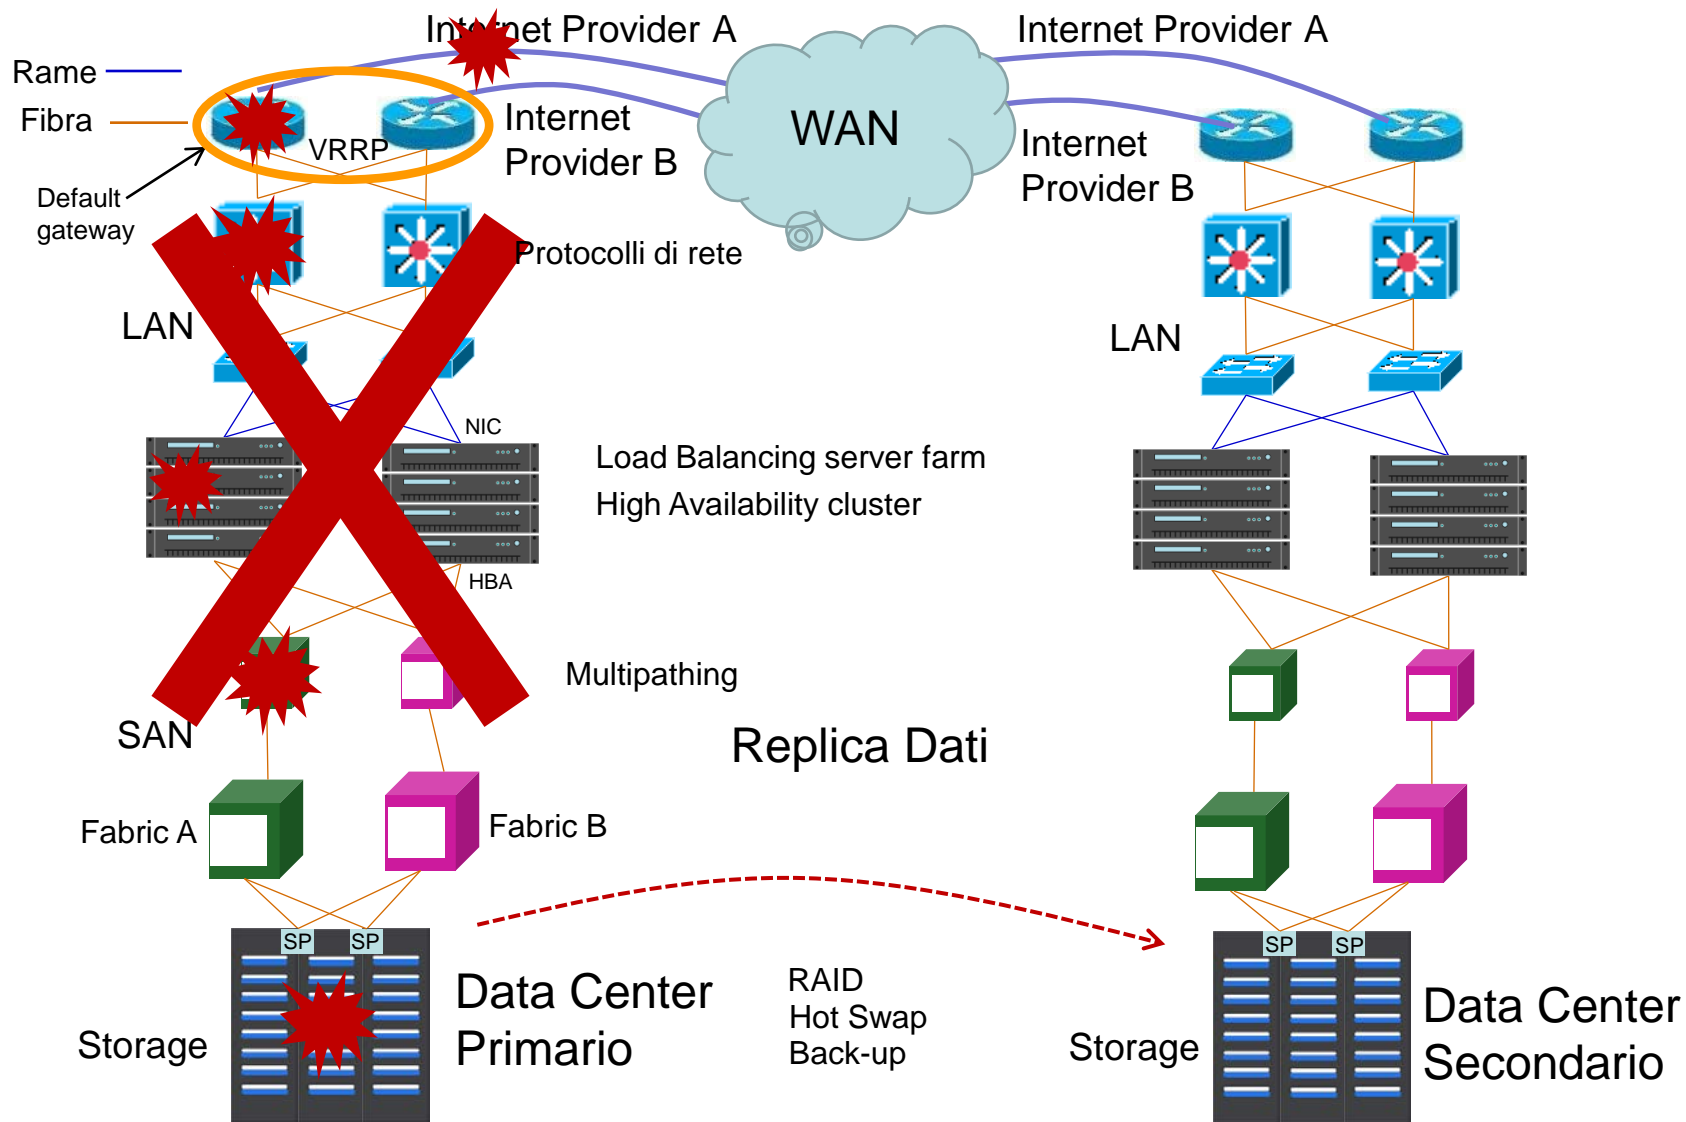 Internet Provider A
Internet Provider A
Rame
Fibra
VRRP
Internet
Provider B
WAN
Internet
Provider B
Default
gateway
Protocolli di rete
LAN
LAN
NIC
Load Balancing server farm
High Availability cluster
HBA
Multipathing
SAN
Replica Dati
Fabric A
Fabric B
SP
SP
SP
SP
Data Center
Primario
RAID
Hot Swap
Back-up
Storage
Storage
Data Center
Secondario